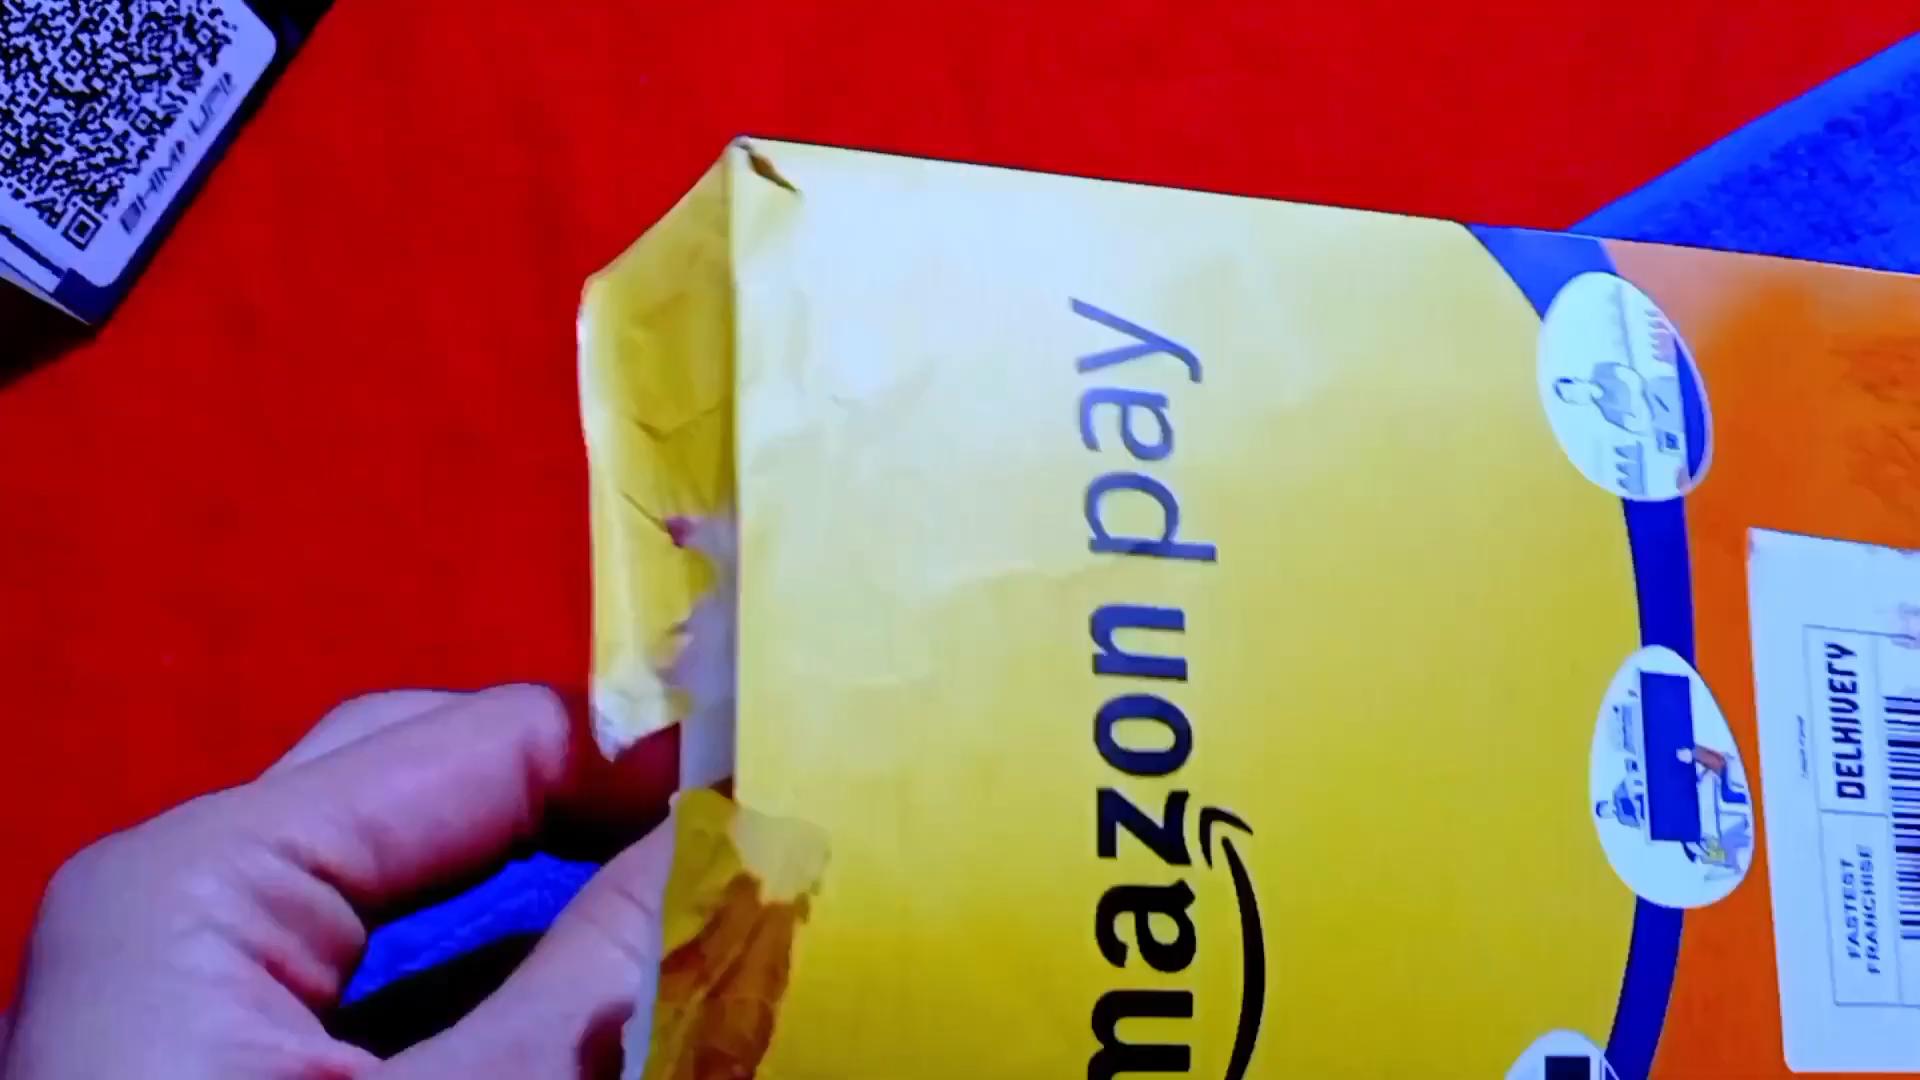 BHIM UPI
amazon pay
DELHIVERY
FASTEST
FRANCHISE